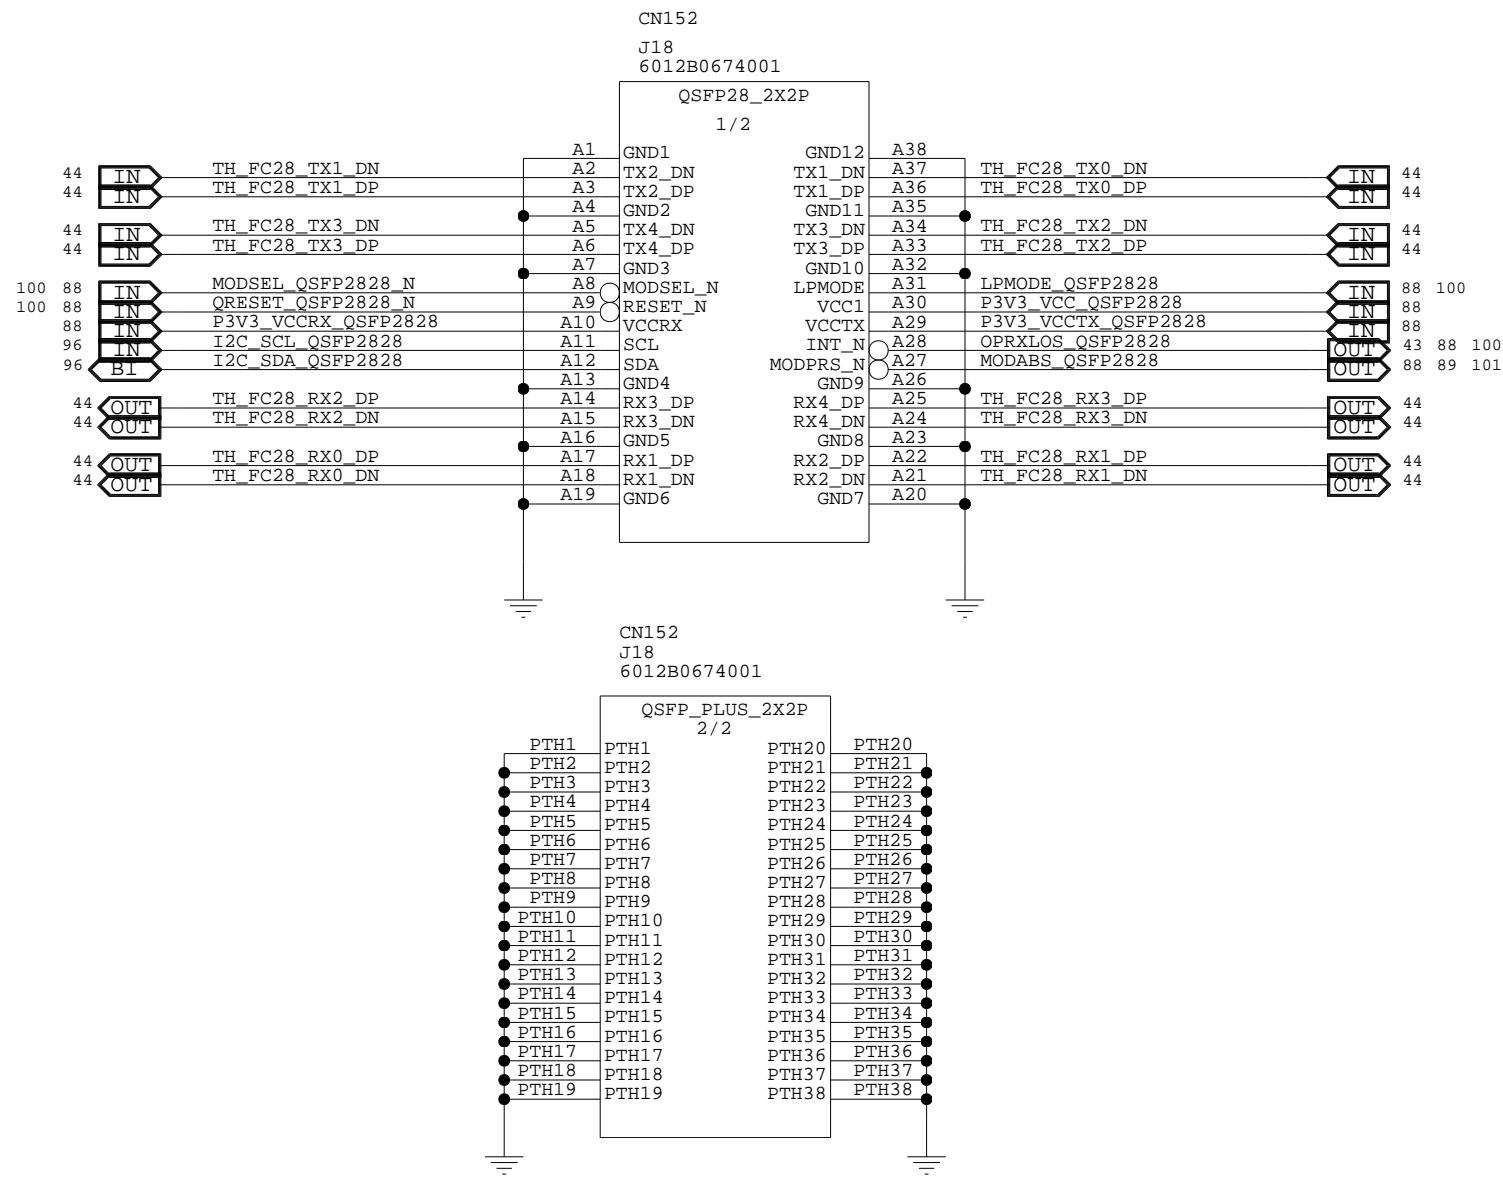 CN152
J18
6012B0674001
QSFP28_2X2P
1/2
A1 GND1 GND12 A38
44 IN TH_FC28_TX1_DN A2 TX2_DN TX1_DN A37 TH_FC28_TX0_DN IN 44
44 IN TH_FC28_TX1_DP A3 TX2_DP TX1_DP A36 TH_FC28_TX0_DP IN 44
A4 GND2 GND11 A35
44 IN TH_FC28_TX3_DN A5 TX4_DN TX3_DN A34 TH_FC28_TX2_DN IN 44
44 IN TH_FC28_TX3_DP A6 TX4_DP TX3_DP A33 TH_FC28_TX2_DP IN 44
A7 GND3 GND10 A32
100 88 IN MODSEL_QSFP2828_N A8 MODSEL_N LPMODE A31 LPMODE_QSFP2828 IN 88 100
100 88 IN QRESET_QSFP2828_N A9 RESET_N VCC1 A30 P3V3_VCC_QSFP2828 IN 88
88 IN P3V3_VCCRX_QSFP2828 A10 VCCRX VCCTX A29 P3V3_VCCTX_QSFP2828 IN 88
96 IN I2C_SCL_QSFP2828 A11 SCL INT_N A28 OPRXLOS_QSFP2828 OUT 43 88 100
96 BI I2C_SDA_QSFP2828 A12 SDA MODPRS_N A27 MODABS_QSFP2828 OUT 88 89 101
A13 GND4 GND9 A26
44 OUT TH_FC28_RX2_DP A14 RX3_DP RX4_DP A25 TH_FC28_RX3_DP OUT 44
44 OUT TH_FC28_RX2_DN A15 RX3_DN RX4_DN A24 TH_FC28_RX3_DN OUT 44
A16 GND5 GND8 A23
44 OUT TH_FC28_RX0_DP A17 RX1_DP RX2_DP A22 TH_FC28_RX1_DP OUT 44
44 OUT TH_FC28_RX0_DN A18 RX1_DN RX2_DN A21 TH_FC28_RX1_DN OUT 44
A19 GND6 GND7 A20
CN152
J18
6012B0674001
QSFP_PLUS_2X2P
2/2
PTH1 PTH1 PTH20 PTH20
PTH2 PTH2 PTH21 PTH21
PTH3 PTH3 PTH22 PTH22
PTH4 PTH4 PTH23 PTH23
PTH5 PTH5 PTH24 PTH24
PTH6 PTH6 PTH25 PTH25
PTH7 PTH7 PTH26 PTH26
PTH8 PTH8 PTH27 PTH27
PTH9 PTH9 PTH28 PTH28
PTH10 PTH10 PTH29 PTH29
PTH11 PTH11 PTH30 PTH30
PTH12 PTH12 PTH31 PTH31
PTH13 PTH13 PTH32 PTH32
PTH14 PTH14 PTH33 PTH33
PTH15 PTH15 PTH34 PTH34
PTH16 PTH16 PTH35 PTH35
PTH17 PTH17 PTH36 PTH36
PTH18 PTH18 PTH37 PTH37
PTH19 PTH19 PTH38 PTH38